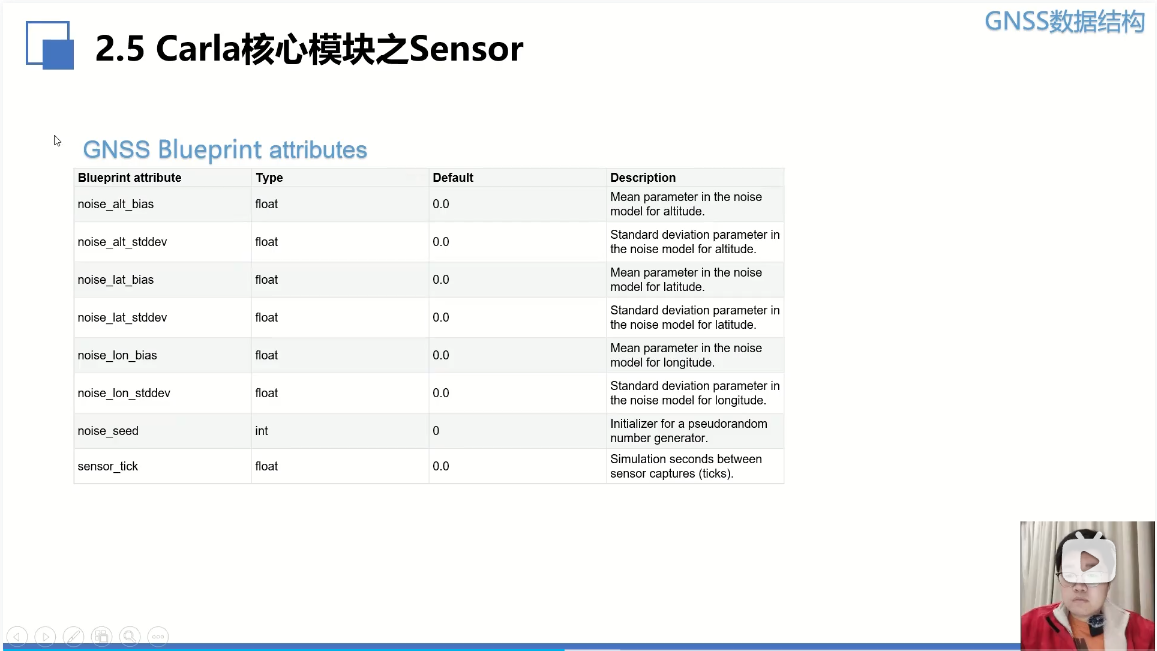 GNSS数据结构
2.5 Carla核心模块之Sensor
GNSS Blueprint attributes
Blueprint attribute Type Default Description
noise_alt_bias float 0.0 Mean parameter in the noise
model for altitude.
noise_alt_stddev float 0.0 Standard deviation parameter in
the noise model for altitude.
noise_lat_bias float 0.0 Mean parameter in the noise
model for latitude.
noise_lat_stddev float 0.0 Standard deviation parameter in
the noise model for latitude.
noise_lon_bias float 0.0 Mean parameter in the noise
model for longitude.
noise_lon_stddev float 0.0 Standard deviation parameter in
the noise model for longitude.
noise_seed int 0 Initializer for a pseudorandom
number generator.
sensor_tick float 0.0 Simulation seconds between
sensor captures (ticks).